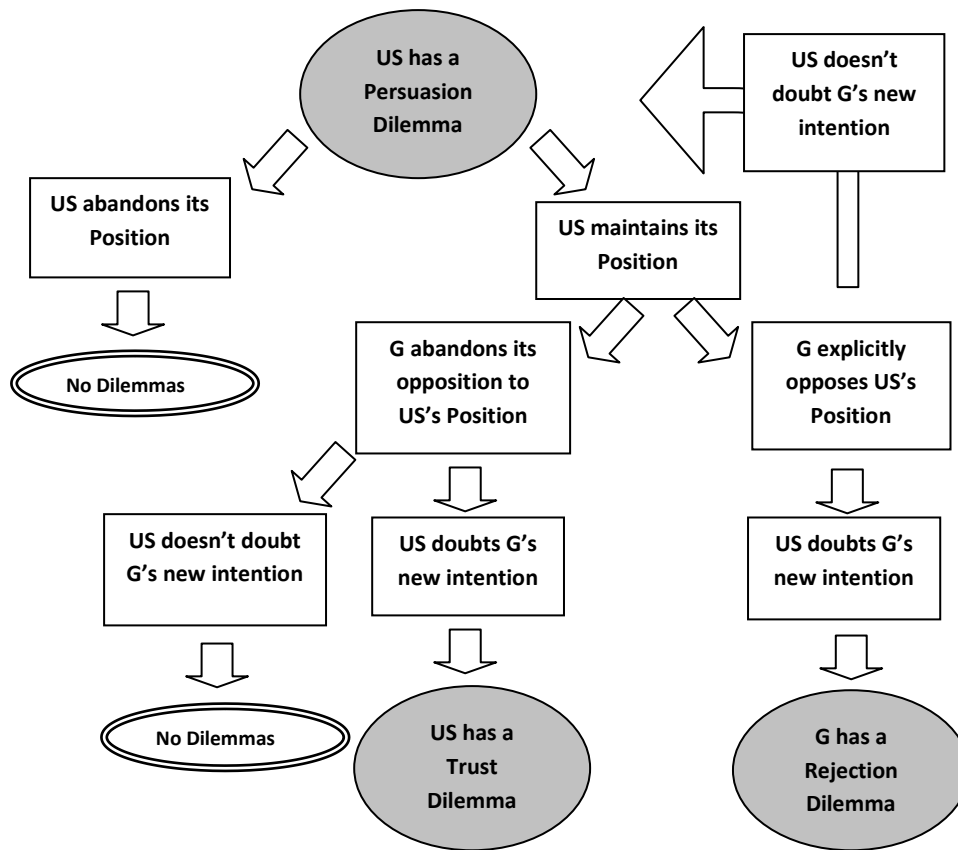 US has a
Persuasion
Dilemma
US doesn't
doubt G's new
intention
US abandons its
Position
US maintains its
Position
No Dilemmas
G abandons its
opposition to
US's Position
G explicitly
opposes US's
Position
US doesn't doubt
G's new intention
US doubts G's
new intention
US doubts G's
new intention
No Dilemmas
US has a
Trust
Dilemma
G has a
Rejection
Dilemma